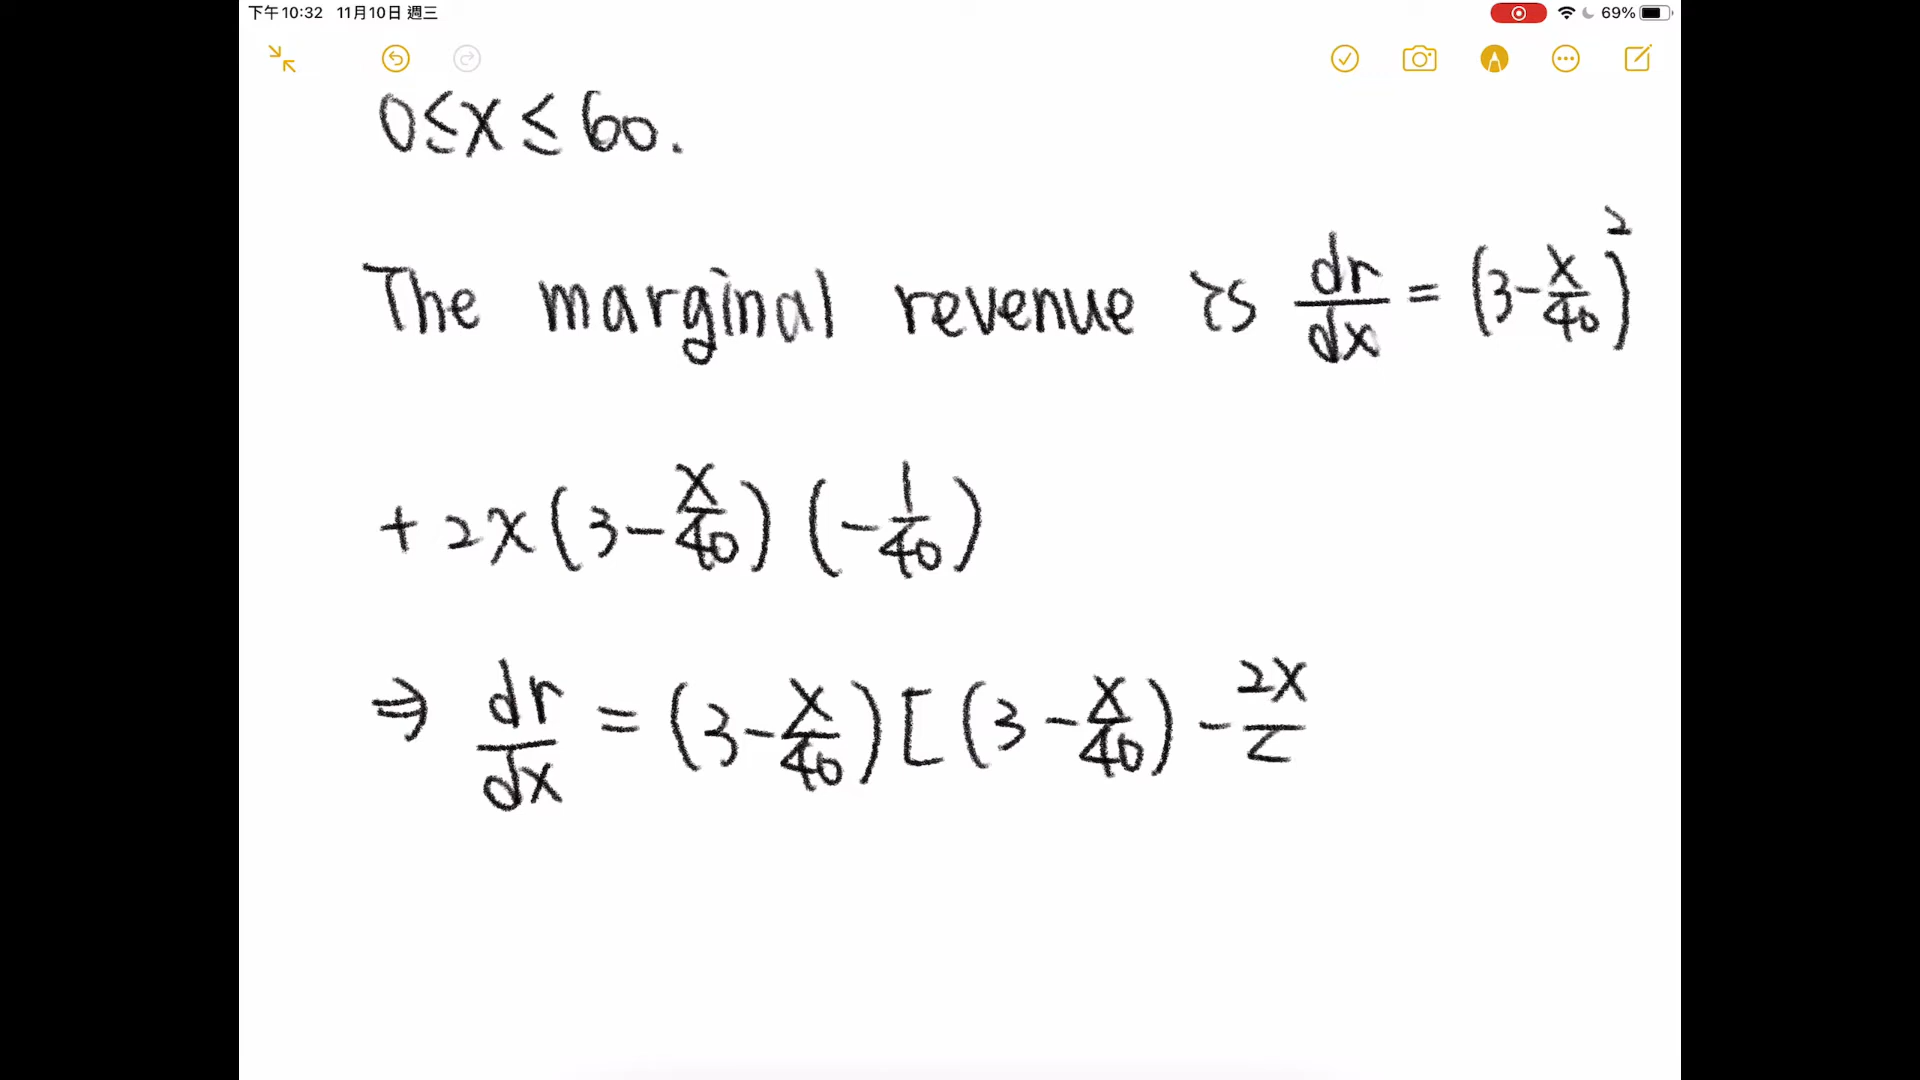 下午10:32 11月10日 週三
69%
0≤x≤60.
The marginal revenue is dr/dx = (3-x/40)^2
+ 2x(3-x/40)(-1/40)
⇒ dr/dx = (3-x/40)[(3-x/40)-2x/